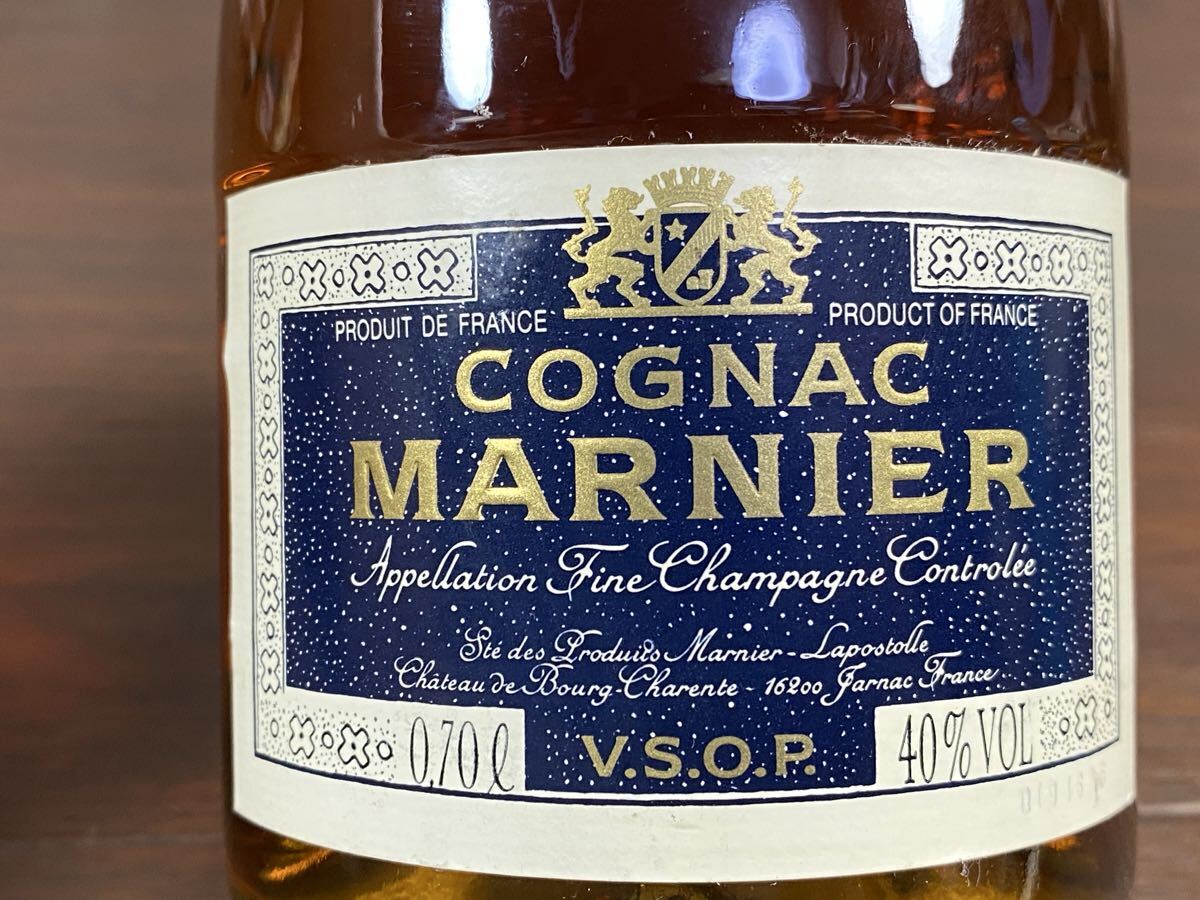 PRODUIT DE FRANCE
PRODUCT OF FRANCE
COGNAC
MARNIER
Appellation Fine Champagne Controlée
Sté des Produits Marnier - Lapostolle
Château de Bourg-Charente - 16200 Jarnac France
0,70 ℓ
V.S.O.P.
40% VOL